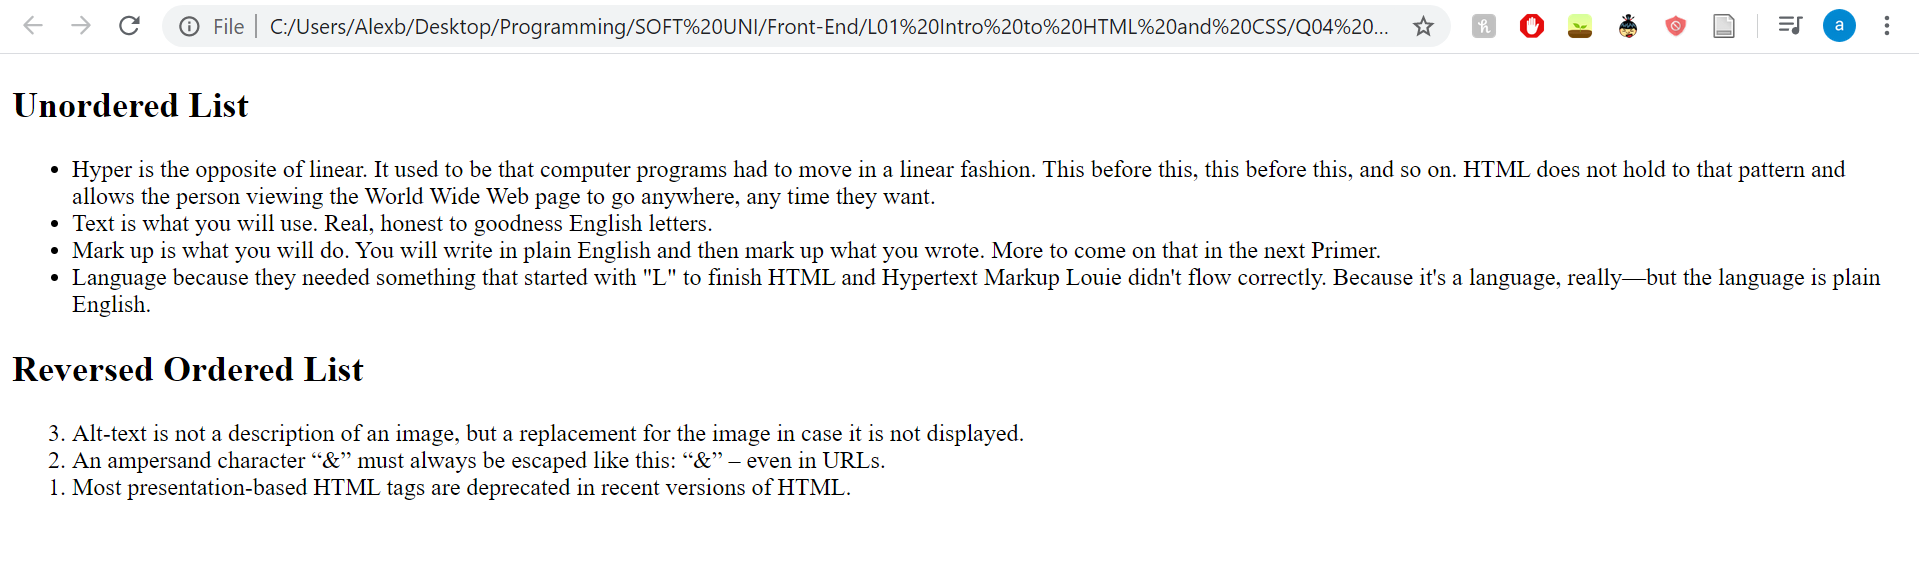 File | C:/Users/Alexb/Desktop/Programming/SOFT%20UNI/Front-End/L01%20Intro%20to%20HTML%20and%20CSS/Q04%20... a
Unordered List
• Hyper is the opposite of linear. It used to be that computer programs had to move in a linear fashion. This before this, this before this, and so on. HTML does not hold to that pattern and
allows the person viewing the World Wide Web page to go anywhere, any time they want.
• Text is what you will use. Real, honest to goodness English letters.
• Mark up is what you will do. You will write in plain English and then mark up what you wrote. More to come on that in the next Primer.
• Language because they needed something that started with "L" to finish HTML and Hypertext Markup Louie didn't flow correctly. Because it's a language, really—but the language is plain
English.
Reversed Ordered List
3. Alt-text is not a description of an image, but a replacement for the image in case it is not displayed.
2. An ampersand character “&” must always be escaped like this: “&” – even in URLs.
1. Most presentation-based HTML tags are deprecated in recent versions of HTML.